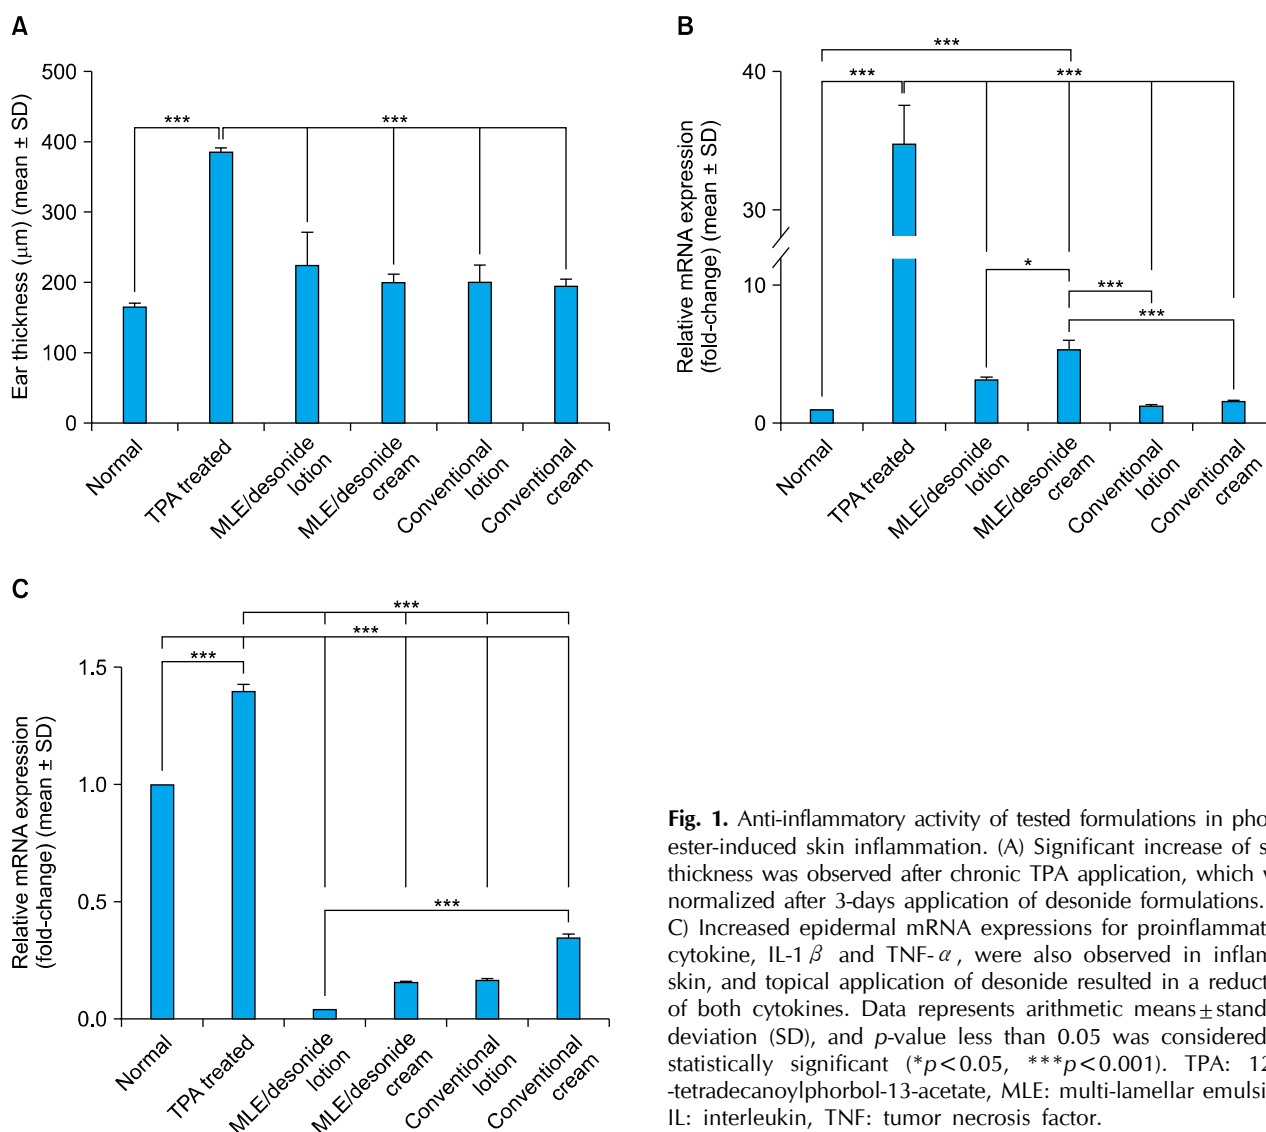 A
Ear thickness (μm) (mean ± SD)
500
400
300
200
100
0
***
***
Normal
TPA treated
MLE/desonide
lotion
MLE/desonide
cream
Conventional
lotion
Conventional
cream
B
Relative mRNA expression
(fold-change) (mean ± SD)
40
30
10
0
***
***
***
*
***
***
Normal
TPA treated
MLE/desonide
lotion
MLE/desonide
cream
Conventional
lotion
Conventional
cream
C
Relative mRNA expression
(fold-change) (mean ± SD)
1.5
1.0
0.5
0.0
***
***
***
***
Normal
TPA treated
MLE/desonide
lotion
MLE/desonide
cream
Conventional
lotion
Conventional
cream
Fig. 1. Anti-inflammatory activity of tested formulations in pho
ester-induced skin inflammation. (A) Significant increase of s
thickness was observed after chronic TPA application, which
normalized after 3-days application of desonide formulations.
C) Increased epidermal mRNA expressions for proinflammat
cytokine, IL-1β and TNF-α, were also observed in inflam
skin, and topical application of desonide resulted in a reduct
of both cytokines. Data represents arithmetic means±stand
deviation (SD), and p-value less than 0.05 was considered
statistically significant (*p<0.05, ***p<0.001). TPA: 12
-tetradecanoylphorbol-13-acetate, MLE: multi-lamellar emulsi
IL: interleukin, TNF: tumor necrosis factor.